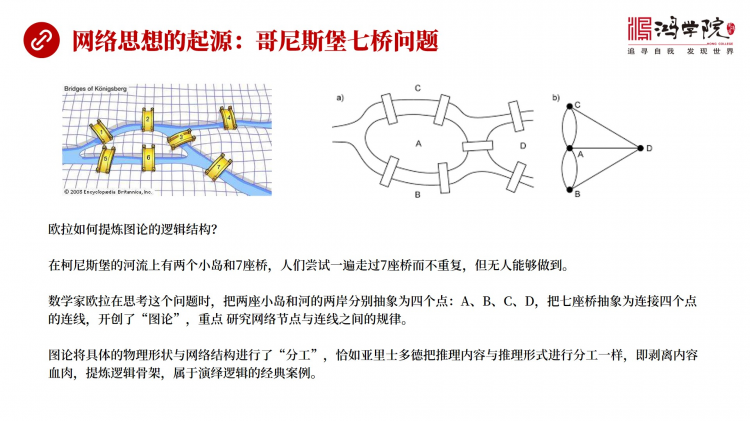 网络思想的起源：哥尼斯堡七桥问题
鸿学院
HONG COLLEGE
追寻自我 发现世界
Bridges of Königsberg
1
2
3
4
5
6
7
© 2008 Encyclopædia Britannica, Inc.
a)
C
A
D
B
b)
C
A
D
B
欧拉如何提炼图论的逻辑结构？
在柯尼斯堡的河流上有两个小岛和7座桥，人们尝试一遍走过7座桥而不重复，但无人能够做到。
数学家欧拉在思考这个问题时，把两座小岛和河的两岸分别抽象为四个点：A、B、C、D，把七座桥抽象为连接四个点
的连线，开创了“图论”，重点 研究网络节点与连线之间的规律。
图论将具体的物理形状与网络结构进行了“分工”，恰如亚里士多德把推理内容与推理形式进行分工一样，即剥离内容
血肉，提炼逻辑骨架，属于演绎逻辑的经典案例。